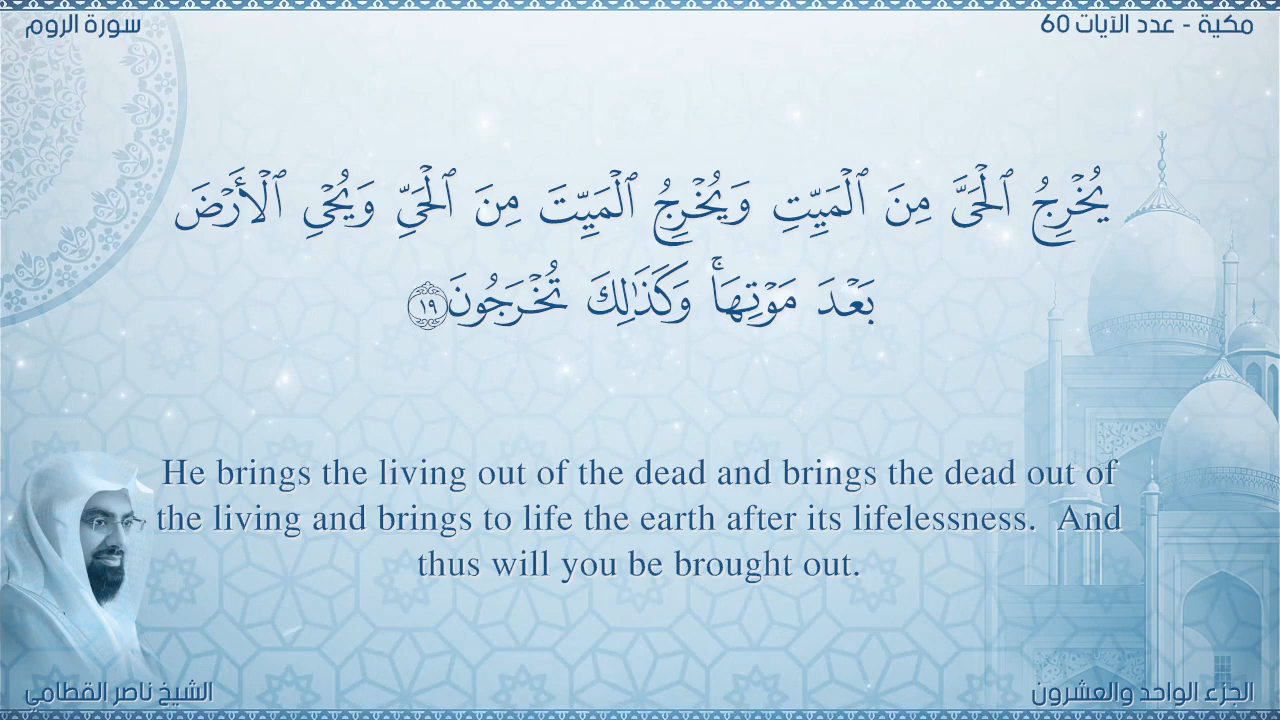 سورة الروم
مكية - عدد الآيات 60
يُخْرِجُ ٱلْحَىَّ مِنَ ٱلْمَيِّتِ وَيُخْرِجُ ٱلْمَيِّتَ مِنَ ٱلْحَىِّ وَيُحْىِ ٱلْأَرْضَ
بَعْدَ مَوْتِهَا ۚ وَكَذَٰلِكَ تُخْرَجُونَ ١٩
He brings the living out of the dead and brings the dead out of
the living and brings to life the earth after its lifelessness.  And
thus will you be brought out.
الشيخ ناصر القطامي
الجزء الواحد والعشرون